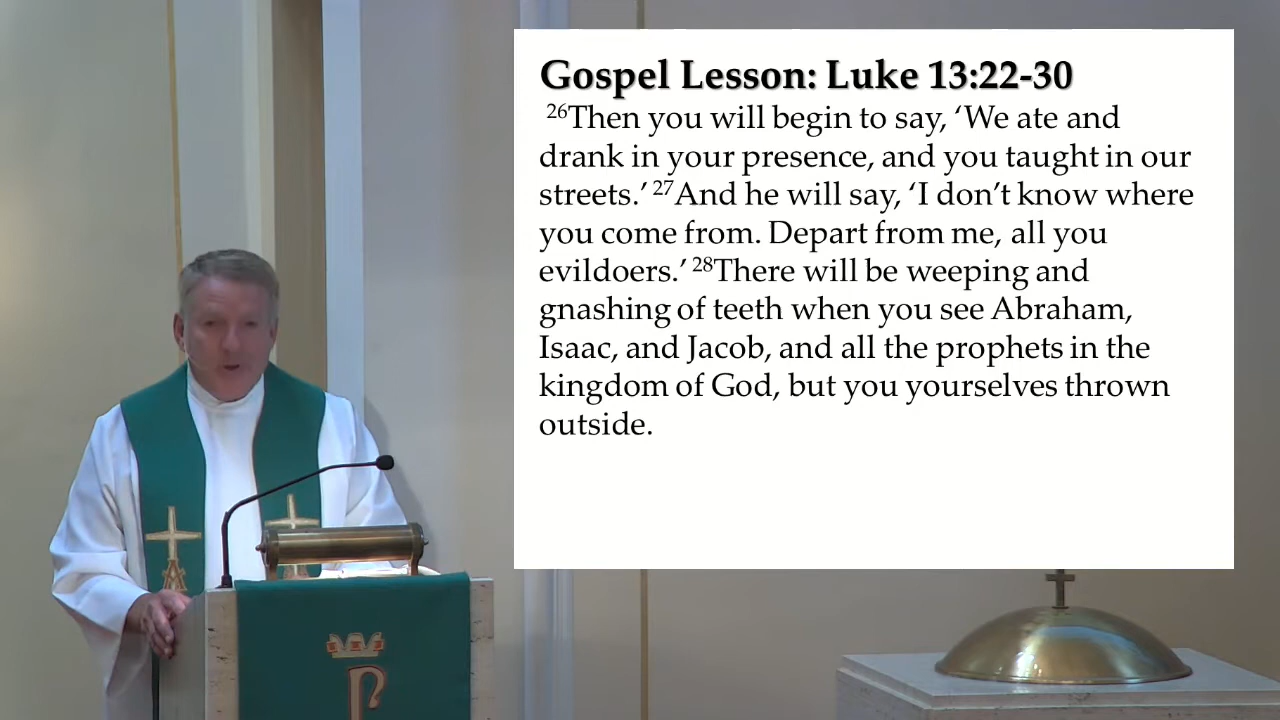 Gospel Lesson: Luke 13:22-30
²⁶Then you will begin to say, ‘We ate and
drank in your presence, and you taught in our
streets.’ ²⁷And he will say, ‘I don’t know where
you come from. Depart from me, all you
evildoers.’ ²⁸There will be weeping and
gnashing of teeth when you see Abraham,
Isaac, and Jacob, and all the prophets in the
kingdom of God, but you yourselves thrown
outside.